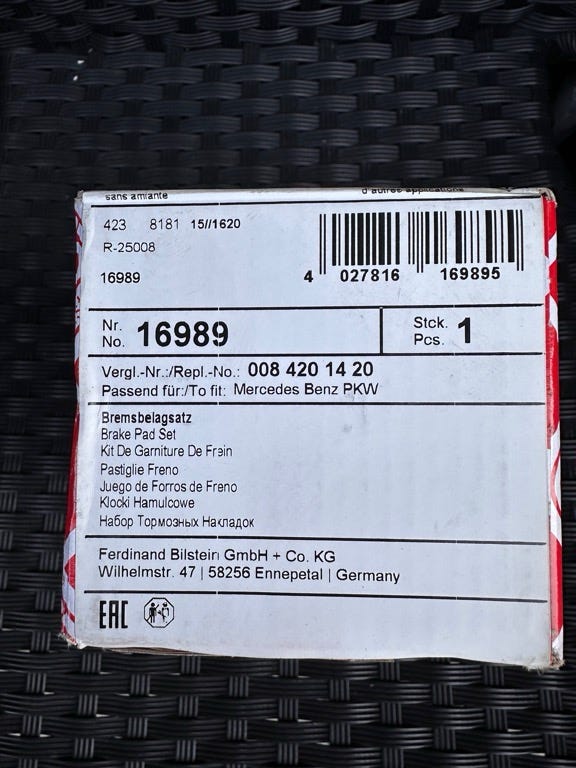 sans amiante d'autres applications
423 8181 15//1620
R-25008
16989
4 027816 169895
Nr.
No. 16989
Stck.
Pcs. 1
Vergl.-Nr.:/Repl.-No.: 008 420 14 20
Passend für:/To fit: Mercedes Benz PKW
Bremsbelagsatz
Brake Pad Set
Kit De Garniture De Frein
Pastiglie Freno
Juego de Forros de Freno
Klocki Hamulcowe
Набор Тормозных Накладок
Ferdinand Bilstein GmbH + Co. KG
Wilhelmstr. 47 | 58256 Ennepetal | Germany
EAC